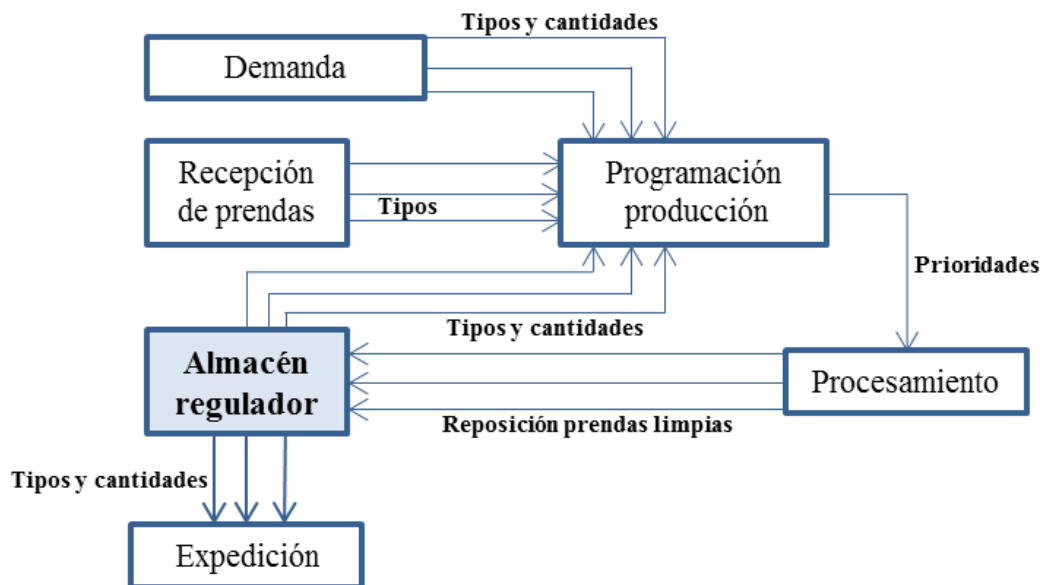 Tipos y cantidades
Demanda
Recepción
de prendas
Tipos
Programación
producción
Prioridades
Tipos y cantidades
Almacén
regulador
Procesamiento
Reposición prendas limpias
Tipos y cantidades
Expedición